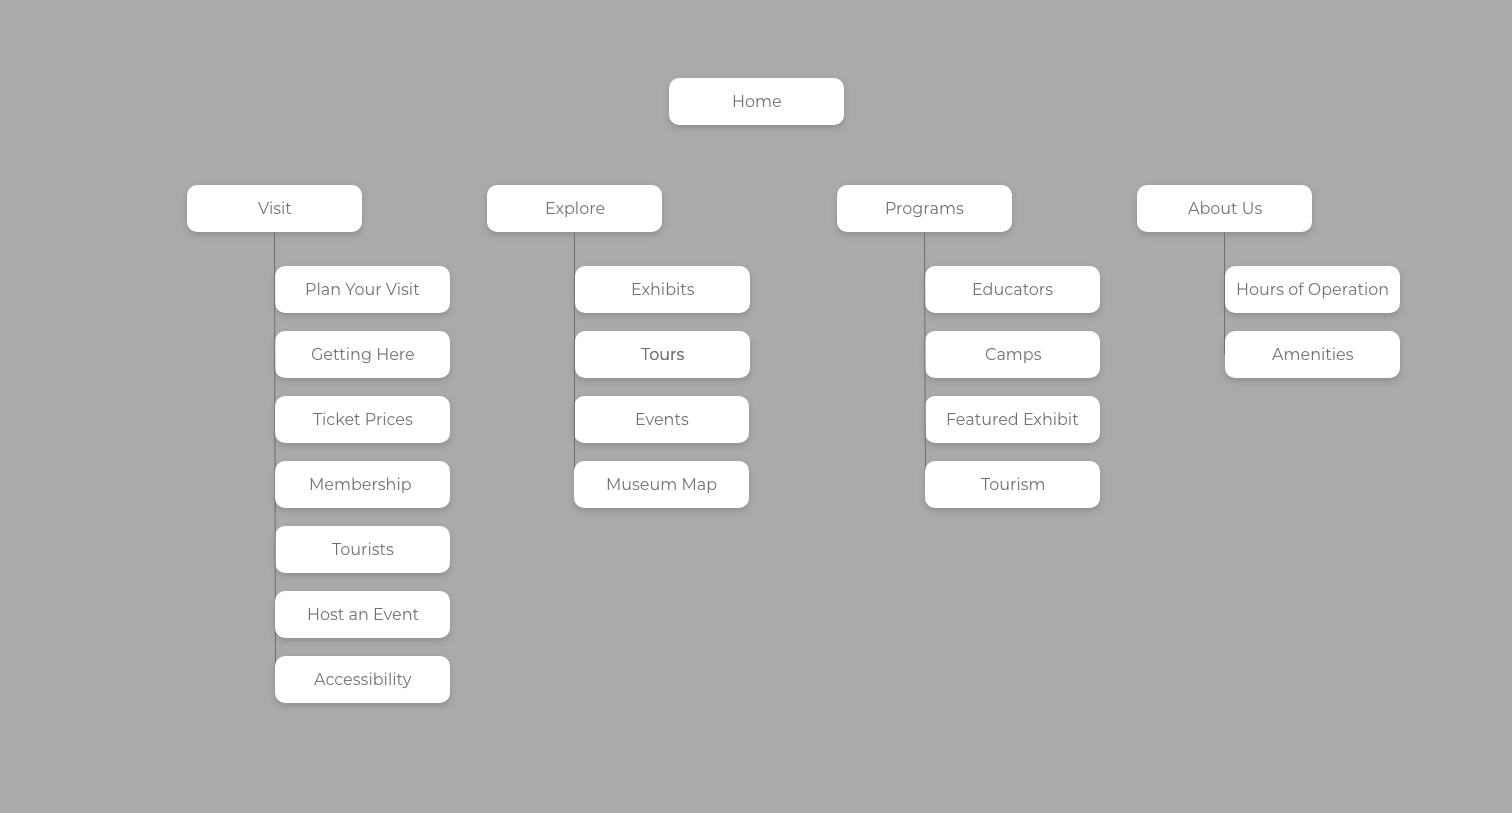 Home
Visit
Explore
Programs
About Us
Plan Your Visit
Exhibits
Educators
Hours of Operation
Getting Here
Tours
Camps
Amenities
Ticket Prices
Events
Featured Exhibit
Membership
Museum Map
Tourism
Tourists
Host an Event
Accessibility